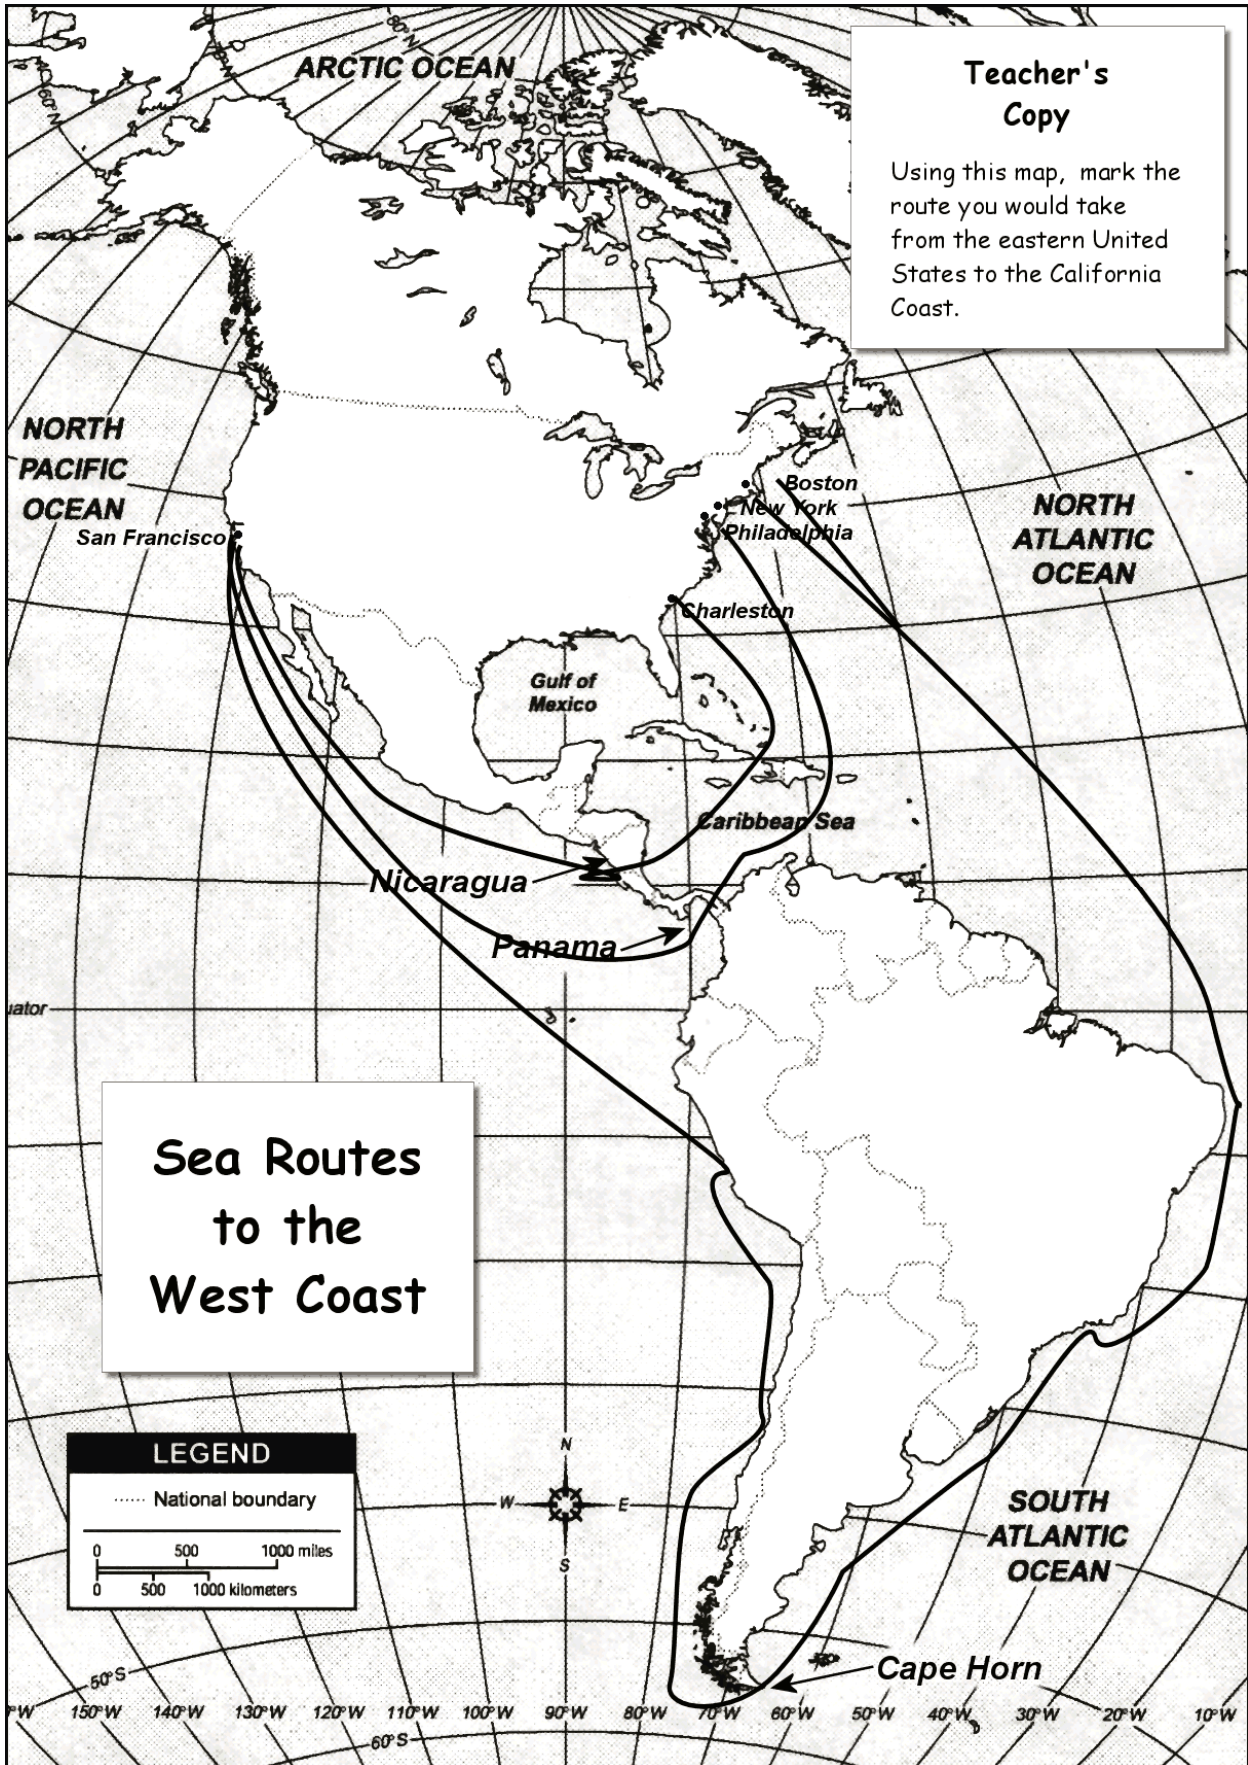 80°N
70°N
60°N
ARCTIC OCEAN
Teacher's
Copy
Using this map, mark the
route you would take
from the eastern United
States to the California
Coast.
NORTH
PACIFIC
OCEAN
San Francisco
Boston
New York
Philadelphia
Charleston
NORTH
ATLANTIC
OCEAN
Gulf of
Mexico
Caribbean Sea
Nicaragua
Panama
uator
Sea Routes
to the
West Coast
LEGEND
National boundary
0 500 1000 miles
0 500 1000 kilometers
N
W E
S
SOUTH
ATLANTIC
OCEAN
Cape Horn
50°S
°W 150°W 140°W 130°W 120°W 110°W 100°W 90°W 80°W 70°W 60°W 50°W 40°W 30°W 20°W 10°W
60°S